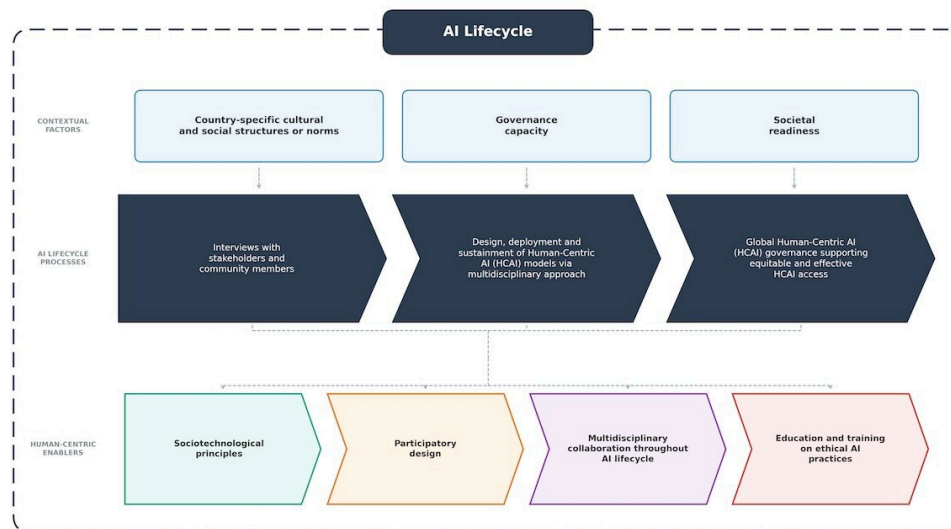 AI Lifecycle
CONTEXTUAL
FACTORS
Country-specific cultural
and social structures or norms
Governance
capacity
Societal
readiness
AI LIFECYCLE
PROCESSES
Interviews with
stakeholders and
community members
Design, deployment and
sustainment of Human-Centric
AI (HCAI) models via
multidisciplinary approach
Global Human-Centric AI
(HCAI) governance supporting
equitable and effective
HCAI access
HUMAN-CENTRIC
ENABLERS
Sociotechnological
principles
Participatory
design
Multidisciplinary
collaboration throughout
AI lifecycle
Education and training
on ethical AI
practices